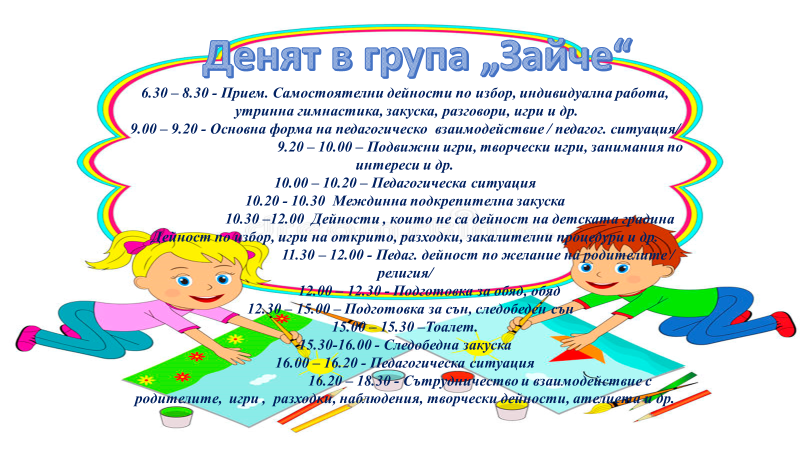 Денят в група „Зайче“
6.30 – 8.30 - Прием. Самостоятелни дейности по избор, индивидуална работа,
утринна гимнастика, закуска, разговори, игри и др.
9.00 – 9.20 - Основна форма на педагогическо взаимодействие / педагог. ситуация/
9.20 – 10.00 – Подвижни игри, творчески игри, занимания по
интереси и др.
10.00 – 10.20 – Педагогическа ситуация
10.20 - 10.30 Междинна подкрепителна закуска
10.30 –12.00 Дейности , които не са дейност на детската градина
Дейност по избор, игри на открито, разходки, закалителни процедури и др.
11.30 – 12.00 - Педаг. дейност по желание на родителите /
религия/
12.00 – 12.30 - Подготовка за обяд, обяд
12.30 – 15.00 – Подготовка за сън, следобеден сън
15.00 – 15.30 –Тоалет.
15.30-16.00 - Следобедна закуска
16.00 – 16.20 - Педагогическа ситуация
16.20 – 18.30 - Сътрудничество и взаимодействие с
родителите, игри , разходки, наблюдения, творчески дейности, ателиета и др.